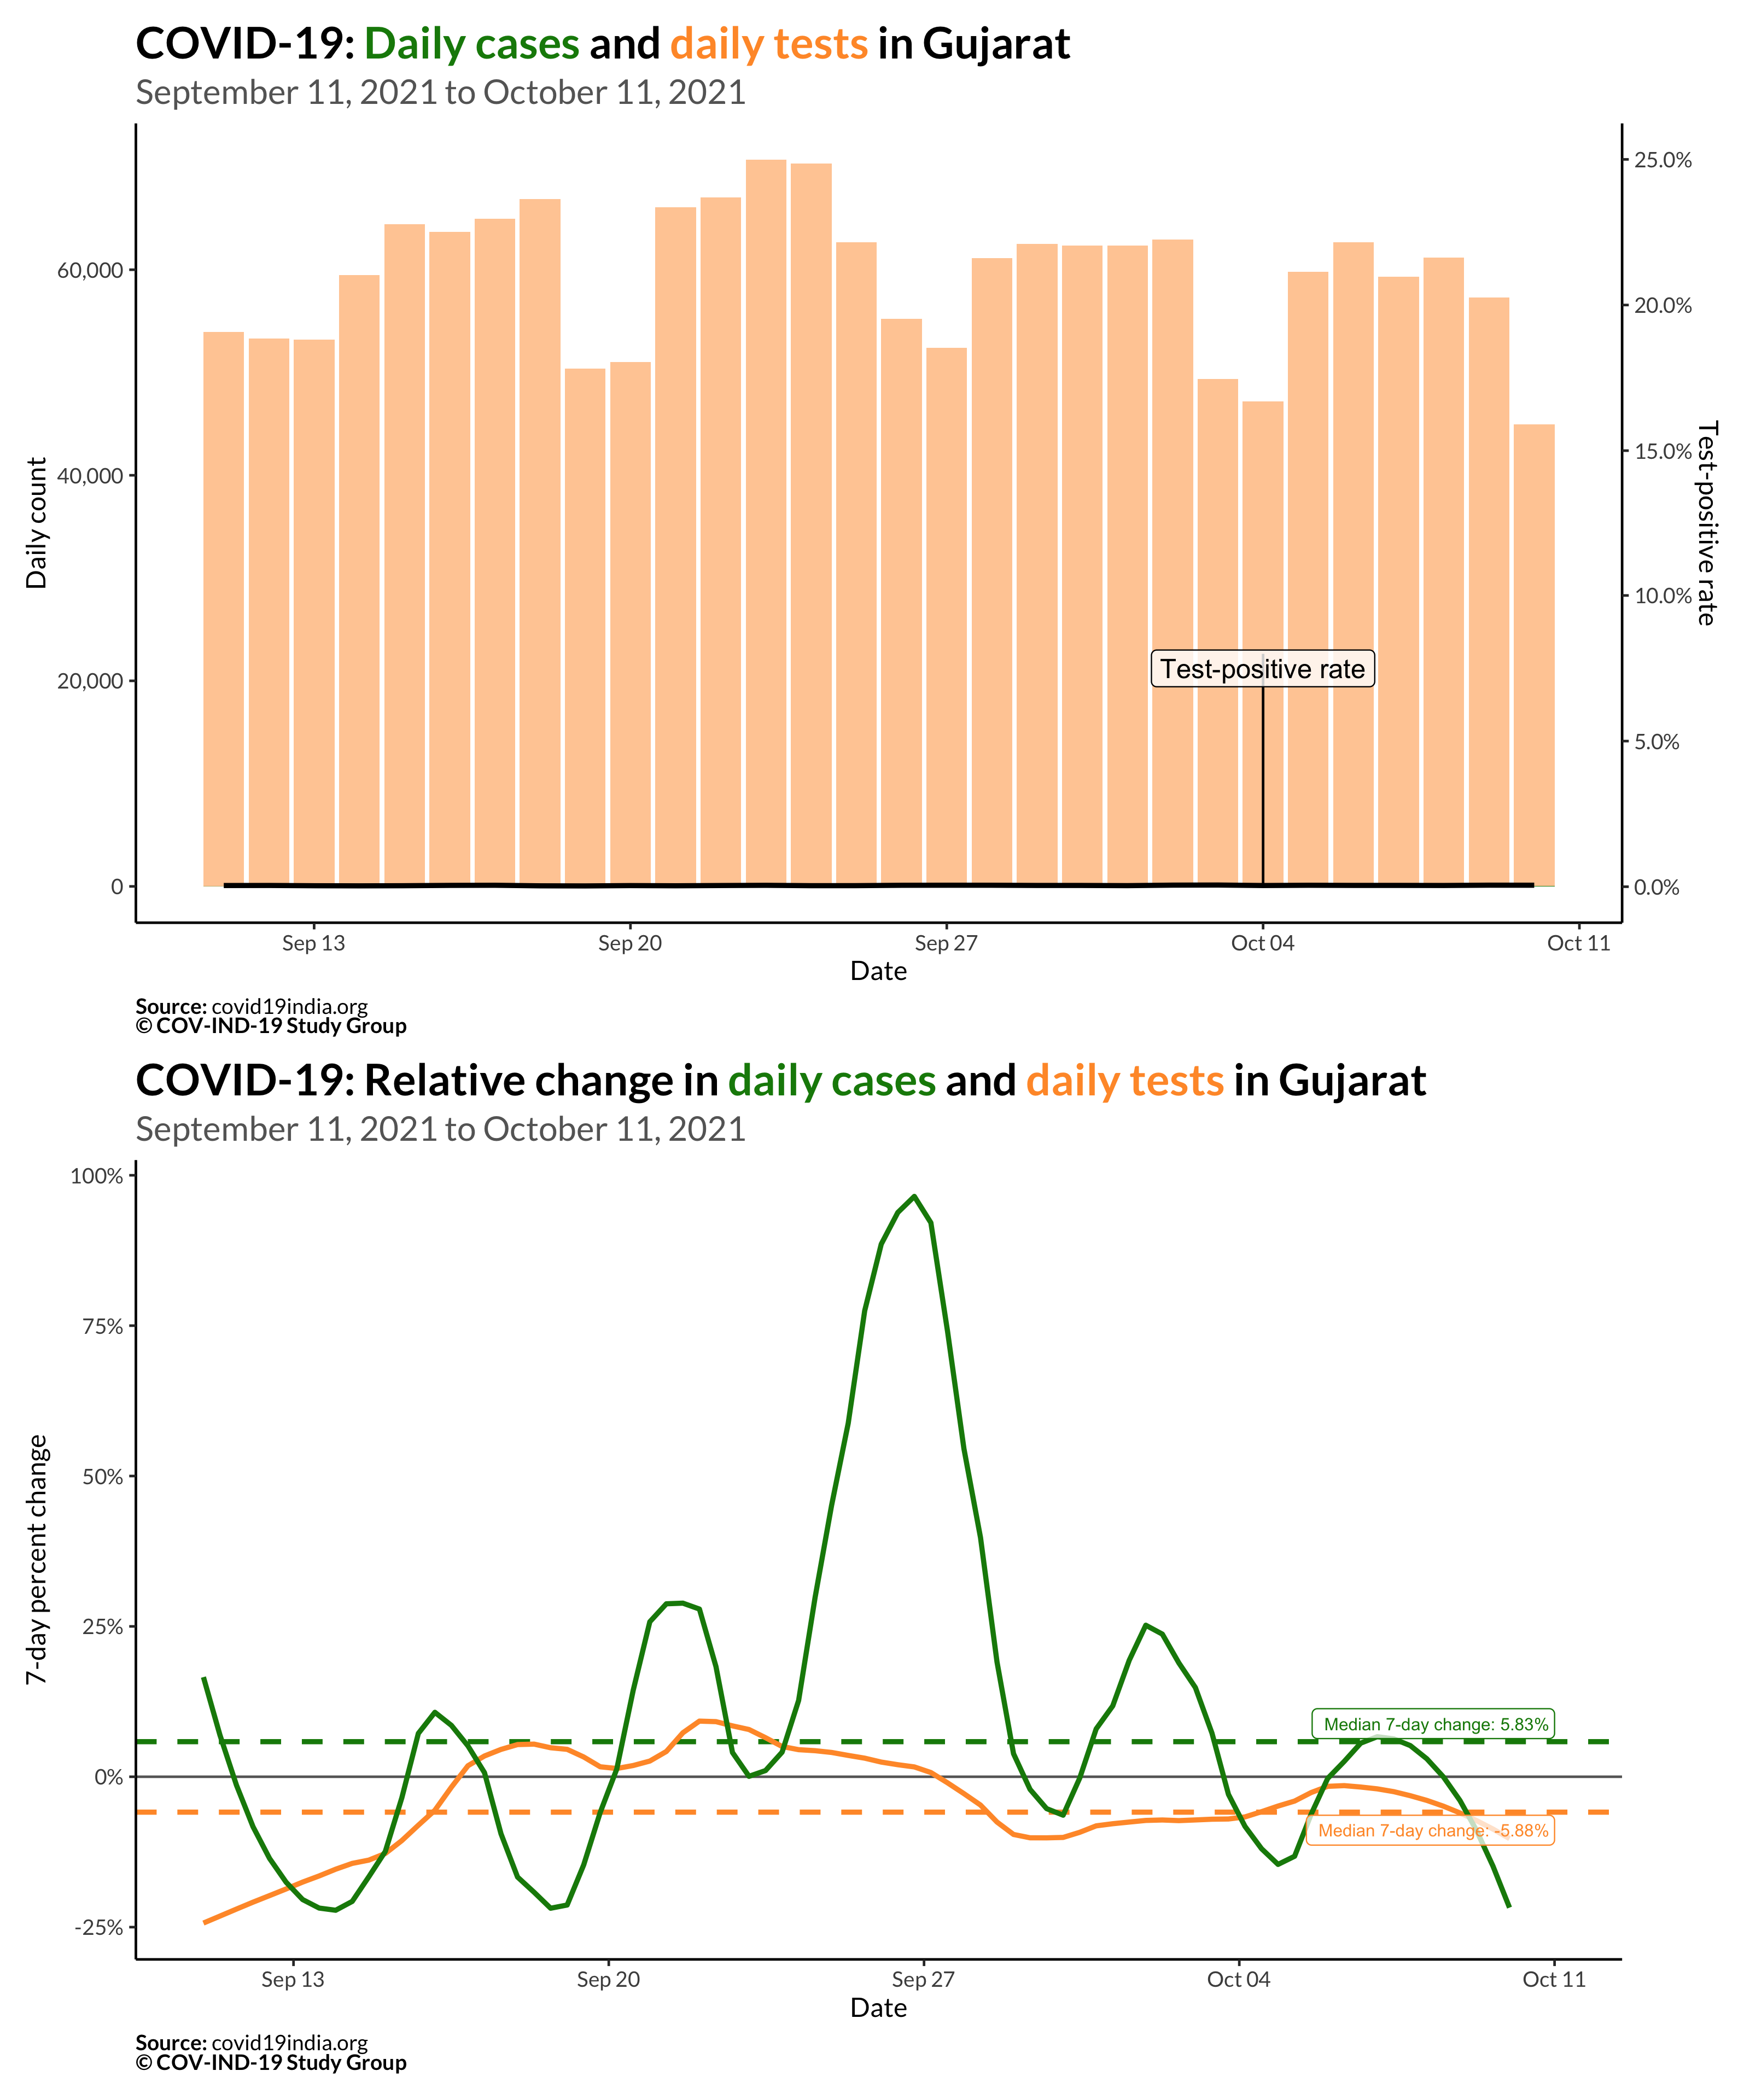 COVID-19: Daily cases and daily tests in Gujarat
September 11, 2021 to October 11, 2021
25.0%
20.0%
15.0%
10.0%
5.0%
0.0%
Test-positive rate
60,000
40,000
20,000
0
Daily count
Test-positive rate
Sep 13
Sep 20
Sep 27
Oct 04
Oct 11
Date
Source: covid19india.org
© COV-IND-19 Study Group
COVID-19: Relative change in daily cases and daily tests in Gujarat
September 11, 2021 to October 11, 2021
100%
75%
50%
25%
0%
-25%
7-day percent change
Median 7-day change: 5.83%
Median 7-day change: -5.88%
Sep 13
Sep 20
Sep 27
Oct 04
Oct 11
Date
Source: covid19india.org
© COV-IND-19 Study Group